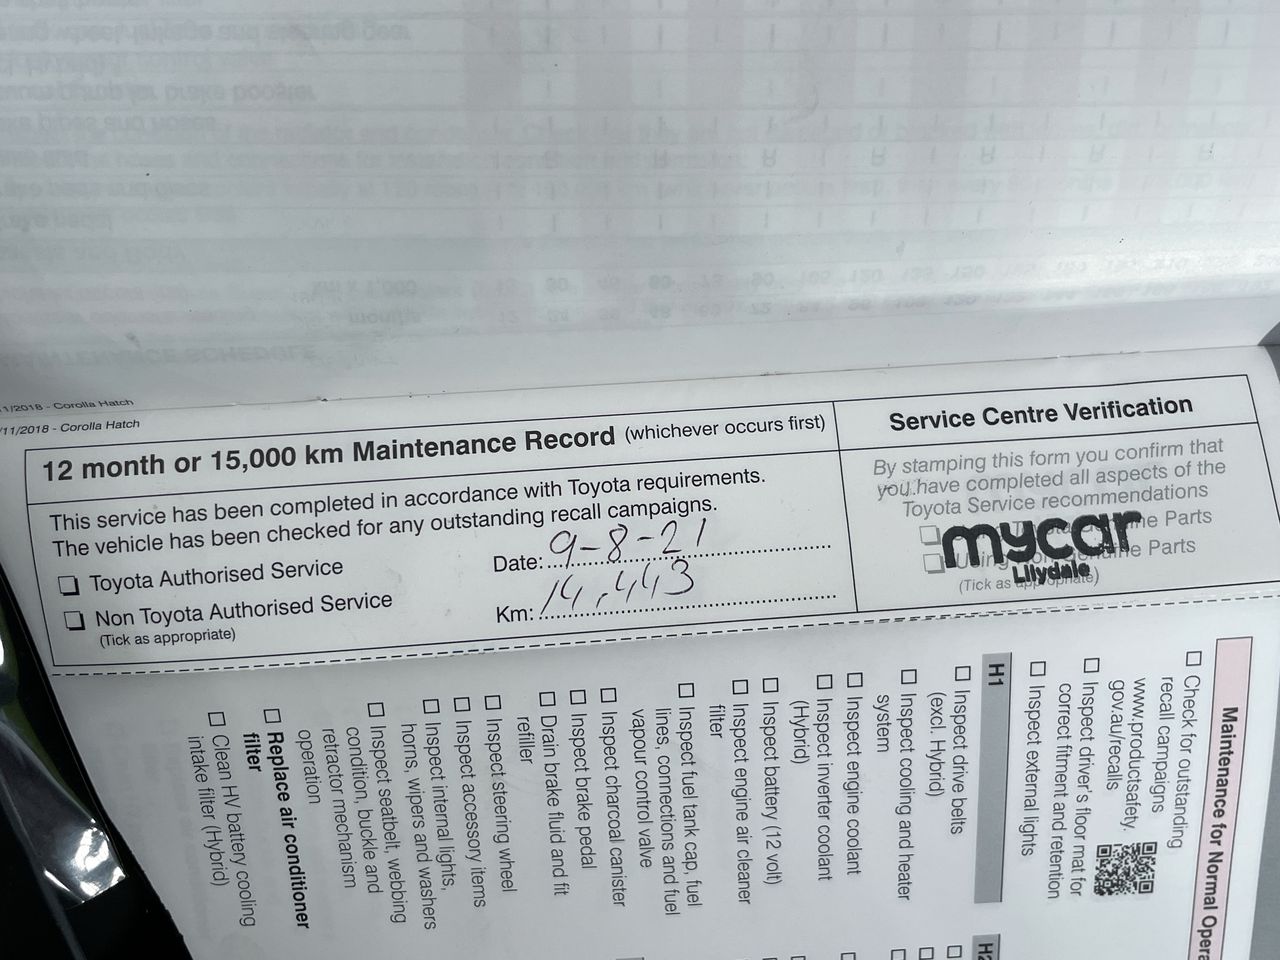 11/2018 - Corolla Hatch
/11/2018 - Corolla Hatch
12 month or 15,000 km Maintenance Record (whichever occurs first)
This service has been completed in accordance with Toyota requirements.
The vehicle has been checked for any outstanding recall campaigns.
☐ Toyota Authorised Service
☐ Non Toyota Authorised Service
(Tick as appropriate)
Date: 9-8-21
Km: 14,443
Service Centre Verification
By stamping this form you confirm that
you have completed all aspects of the
Toyota Service recommendations
Parts
Using Parts
(Tick as appropriate)
mycar
Lilydale
Maintenance for Normal Opera
☐ Check for outstanding
recall campaigns
www.productsafety.
gov.au/recalls
☐ Inspect driver's floor mat for
correct fitment and retention
☐ Inspect external lights
H1
☐ Inspect drive belts
(excl. Hybrid)
☐ Inspect cooling and heater
system
☐ Inspect engine coolant
☐ Inspect inverter coolant
(Hybrid)
☐ Inspect battery (12 volt)
☐ Inspect engine air cleaner
filter
☐ Inspect fuel tank cap, fuel
lines, connections and fuel
vapour control valve
☐ Inspect charcoal canister
☐ Inspect brake pedal
☐ Drain brake fluid and fit
refiller
☐ Inspect steering wheel
☐ Inspect accessory items
☐ Inspect internal lights,
horns, wipers and washers
☐ Inspect seatbelt, webbing
condition, buckle and
retractor mechanism
operation
☐ Replace air conditioner
filter
☐ Clean HV battery cooling
intake filter (Hybrid)
H2